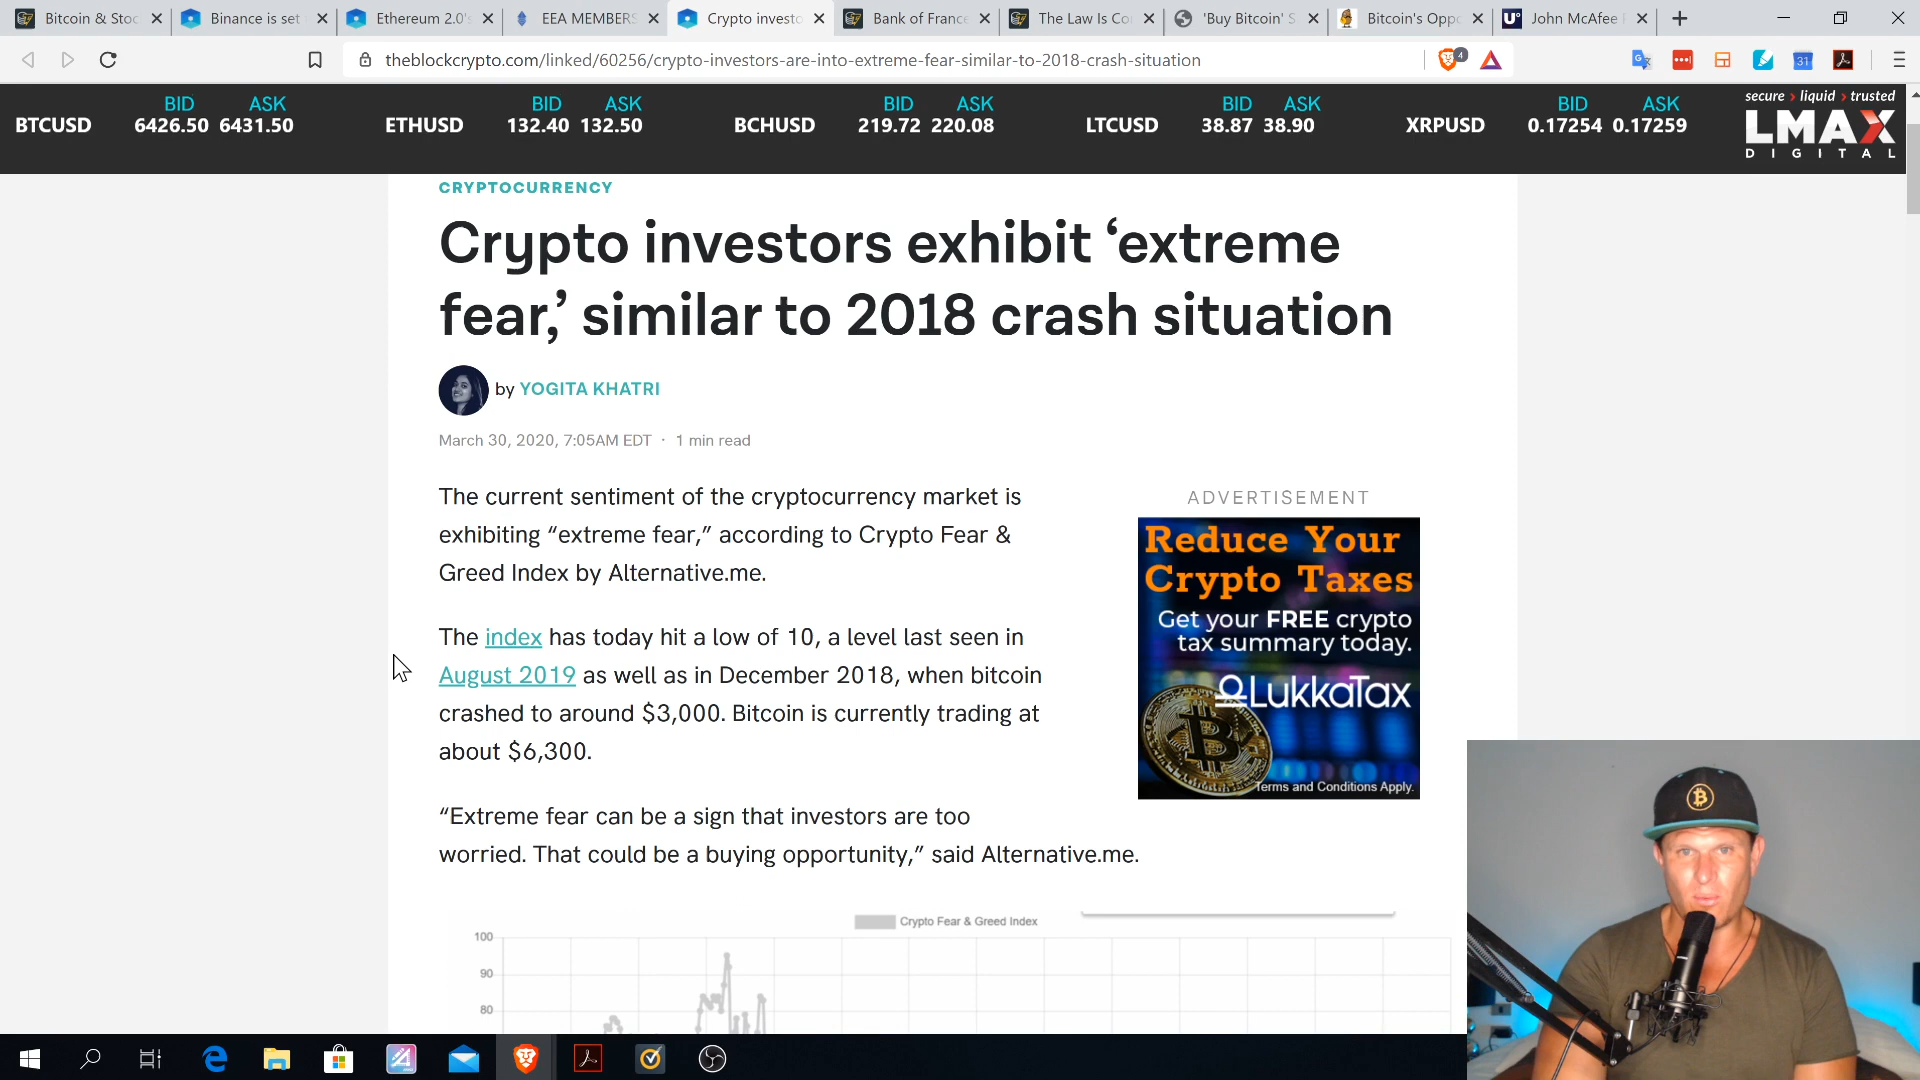 Bitcoin & Stoc
Binance is set
Ethereum 2.0's
EEA MEMBERS
Crypto investo
Bank of France
The Law Is Co
'Buy Bitcoin' S
Bitcoin's Oppo
John McAfee
theblockcrypto.com/linked/60256/crypto-investors-are-into-extreme-fear-similar-to-2018-crash-situation
4
31
BID ASK BID ASK BID ASK BID ASK BID ASK
BTCUSD 6426.50 6431.50 ETHUSD 132.40 132.50 BCHUSD 219.72 220.08 LTCUSD 38.87 38.90 XRPUSD 0.17254 0.17259
secure › liquid › trusted
LMAX
DIGITAL
CRYPTOCURRENCY
Crypto investors exhibit ‘extreme
fear,’ similar to 2018 crash situation
by YOGITA KHATRI
March 30, 2020, 7:05AM EDT · 1 min read
The current sentiment of the cryptocurrency market is
exhibiting “extreme fear,” according to Crypto Fear &
Greed Index by Alternative.me.
The index has today hit a low of 10, a level last seen in
August 2019 as well as in December 2018, when bitcoin
crashed to around $3,000. Bitcoin is currently trading at
about $6,300.
“Extreme fear can be a sign that investors are too
worried. That could be a buying opportunity,” said Alternative.me.
ADVERTISEMENT
Reduce Your
Crypto Taxes
Get your FREE crypto
tax summary today.
LukkaTax
Terms and Conditions Apply.
Crypto Fear & Greed Index
100
90
80